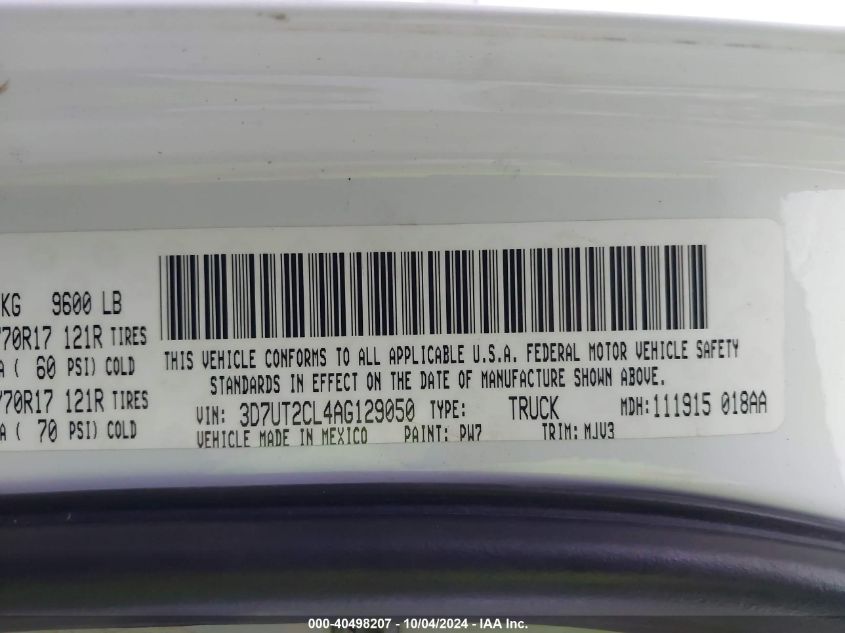 KG 9600 LB
/70R17 121R TIRES
A ( 60 PSI) COLD
/70R17 121R TIRES
A ( 70 PSI) COLD
THIS VEHICLE CONFORMS TO ALL APPLICABLE U.S.A. FEDERAL MOTOR VEHICLE SAFETY
STANDARDS IN EFFECT ON THE DATE OF MANUFACTURE SHOWN ABOVE.
VIN: 3D7UT2CL4AG129050 TYPE: TRUCK MDH:111915 018AA
VEHICLE MADE IN MEXICO PAINT: PW7 TRIM: MJV3
000-40498207 - 10/04/2024 - IAA Inc.